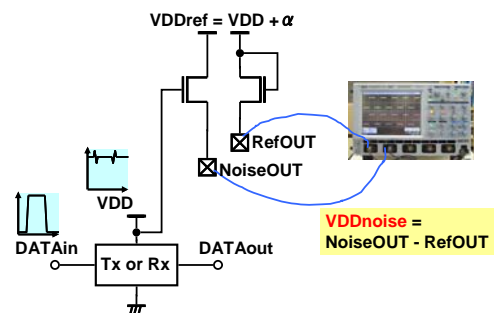 VDDref = VDD + α
RefOUT
NoiseOUT
VDD
DATAin
DATAout
Tx or Rx
VDDnoise =
NoiseOUT - RefOUT